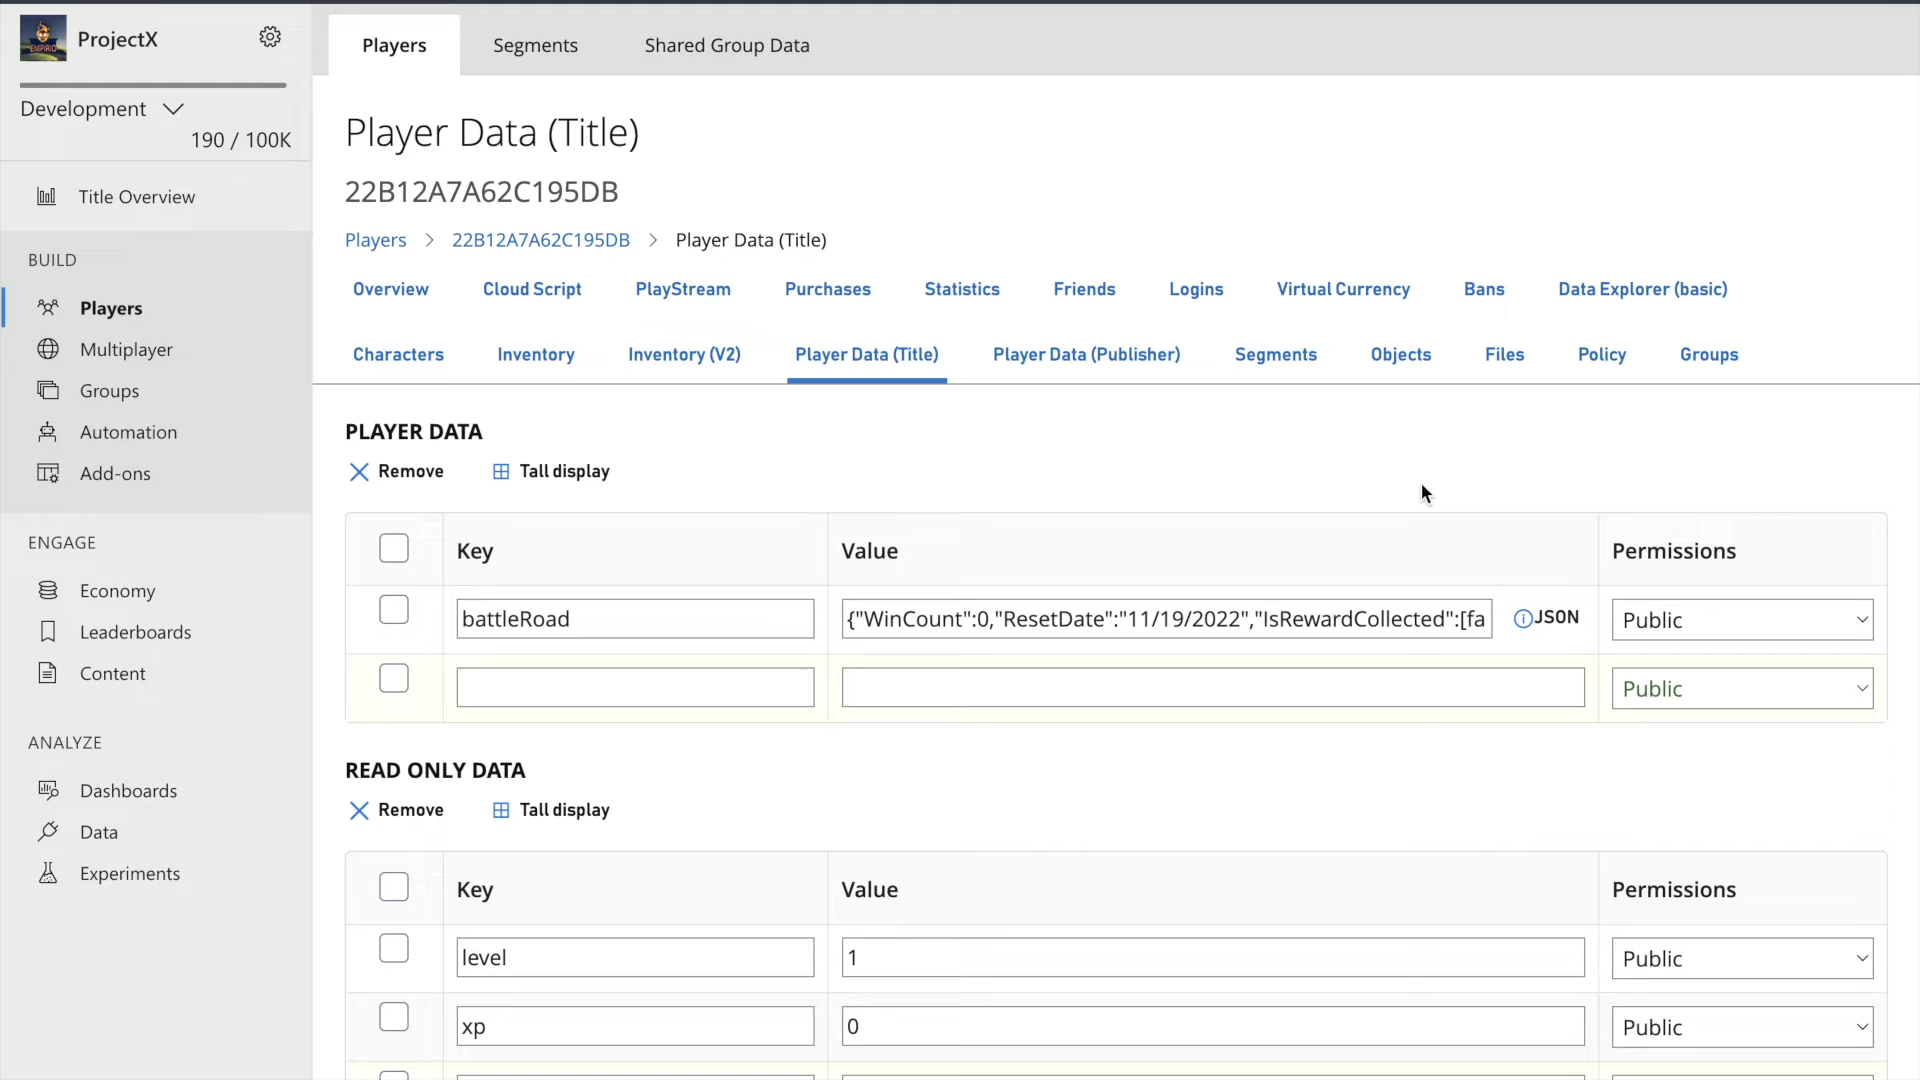 ProjectX
Development
190 / 100K
Title Overview
BUILD
Players
Multiplayer
Groups
Automation
Add-ons
ENGAGE
Economy
Leaderboards
Content
ANALYZE
Dashboards
Data
Experiments
Players Segments Shared Group Data
Player Data (Title)
22B12A7A62C195DB
Players > 22B12A7A62C195DB > Player Data (Title)
Overview Cloud Script PlayStream Purchases Statistics Friends Logins Virtual Currency Bans Data Explorer (basic)
Characters Inventory Inventory (V2) Player Data (Title) Player Data (Publisher) Segments Objects Files Policy Groups
PLAYER DATA
Remove Tall display
Key Value Permissions
battleRoad {"WinCount":0,"ResetDate":"11/19/2022","IsRewardCollected":[fa JSON Public
Public
READ ONLY DATA
Remove Tall display
Key Value Permissions
level 1 Public
xp 0 Public